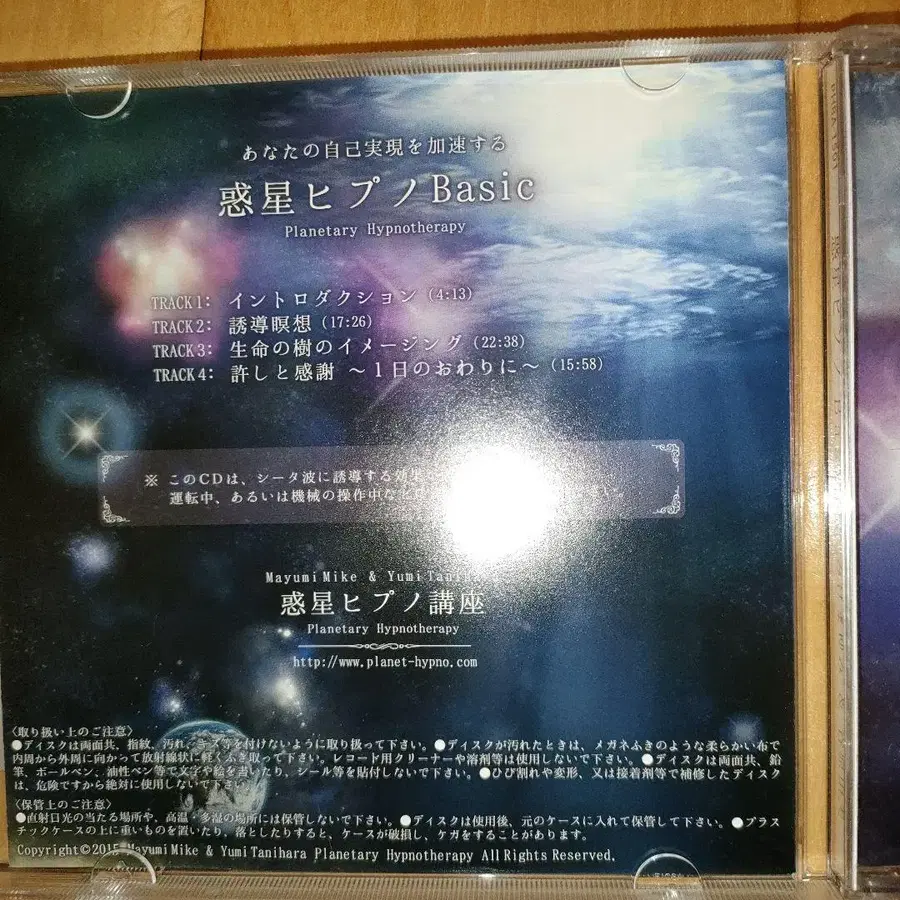 あなたの自己実現を加速する
惑星ヒプノBasic
Planetary Hypnotherapy
TRACK 1： イントロダクション（4:13）
TRACK 2： 誘導瞑想（17:26）
TRACK 3： 生命の樹のイメージング（22:38）
TRACK 4： 許しと感謝 〜１日のおわりに〜（15:58）
※ このCDは、シータ波に誘導する効果
運転中、あるいは機械の操作中など
Mayumi Mike & Yumi
惑星ヒプノ講座
Planetary Hypnotherapy
http://www.planet-hypno.com
〈取り扱い上のご注意〉
●ディスクは両面共、指紋、汚れ、キズ等を付けないように取り扱って下さい。●ディスクが汚れたときは、メガネふきのような柔らかい布で
内周から外周に向かって放射線状に軽くふき取って下さい。レコード用クリーナーや溶剤等は使用しないで下さい。●ディスクは両面共、鉛
筆、ボールペン、油性ペン等で文字や絵を書いたり、シール等を貼付しないで下さい。●ひび割れや変形、又は接着剤等で補修したディスク
は、危険ですから絶対に使用しないで下さい。
〈保管上のご注意〉
●直射日光の当たる場所や、高温・多湿の場所には保管しないで下さい。●ディスクは使用後、元のケースに入れて保管して下さい。●プラス
チックケースの上に重いものを置いたり、落としたりすると、ケースが破損し、ケガをすることがあります。
Copyright©2015 Mayumi Mike & Yumi Tanihara Planetary Hypnotherapy All Rights Reserved.